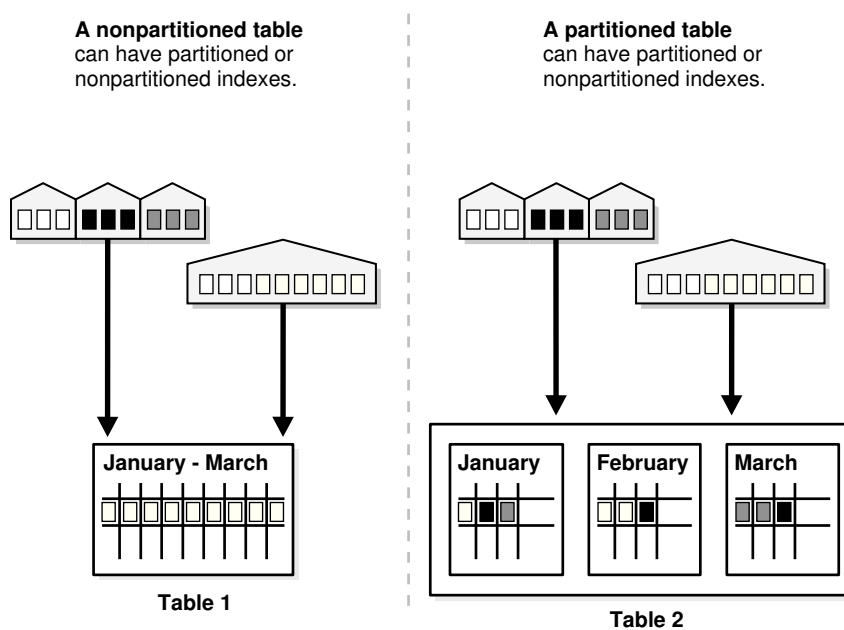 A nonpartitioned table
can have partitioned or
nonpartitioned indexes.
A partitioned table
can have partitioned or
nonpartitioned indexes.
January - March
Table 1
January
February
March
Table 2